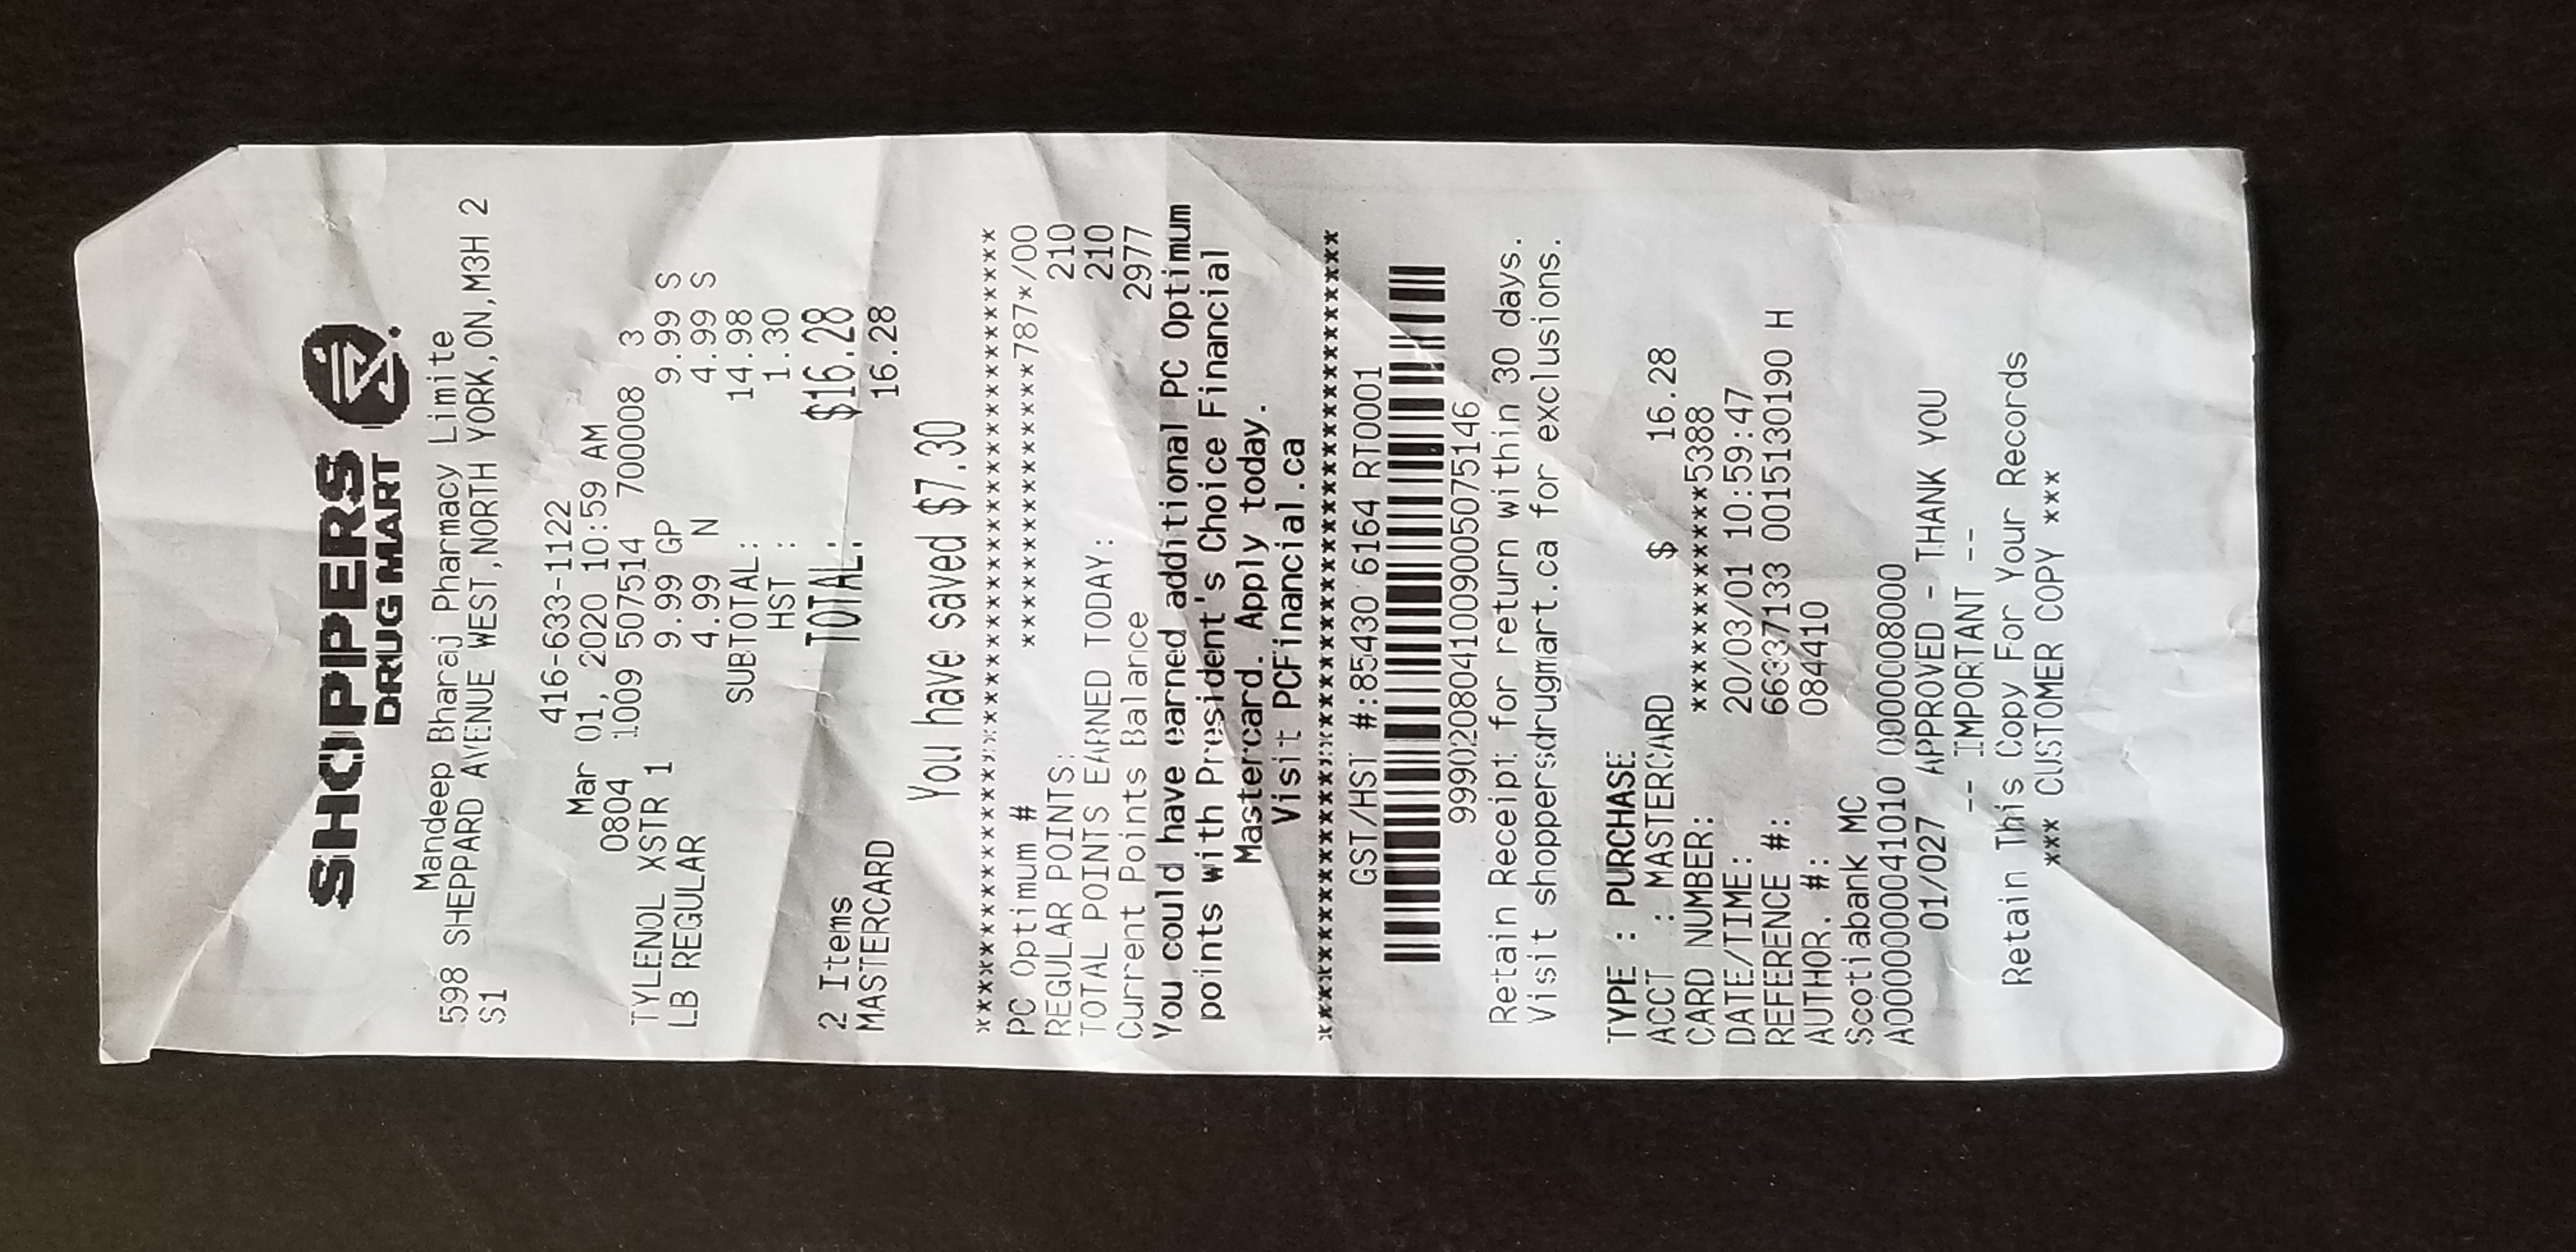 SHOPPERS
DRUG MART
Mandeep Bharaj Pharmacy Limite
598 SHEPPARD AVENUE WEST,NORTH YORK,ON,M3H 2
S1
416-633-1122
Mar 01, 2020 10:59 AM
0804 1009 507514 700008 3
TYLENOL XSTR 1 9.99 GP 9.99 S
LB REGULAR 4.99 N 4.99 S
SUBTOTAL: 14.98
HST : 1.30
2 Items TOTAL: $16.28
MASTERCARD 16.28
You have saved $7.30
******************************************
PC Optimum # ***************787*/00
REGULAR POINTS: 210
TOTAL POINTS EARNED TODAY: 210
Current Points Balance 2977
You could have earned additional PC Optimum
points with President's Choice Financial
Mastercard. Apply today.
Visit PCFinancial.ca
******************************************
GST/HST #:85430 6164 RT0001
9990208041009005075146
Retain Receipt for return within 30 days.
Visit shoppersdrugmart.ca for exclusions.
TYPE : PURCHASE
ACCT : MASTERCARD $ 16.28
CARD NUMBER: ************5388
DATE/TIME: 20/03/01 10:59:47
REFERENCE #: 66337133 0015130190 H
AUTHOR. #: 084410
Scotiabank MC
A0000000041010 0000008000
01/027 APPROVED - THANK YOU
-- IMPORTANT --
Retain This Copy For Your Records
*** CUSTOMER COPY ***